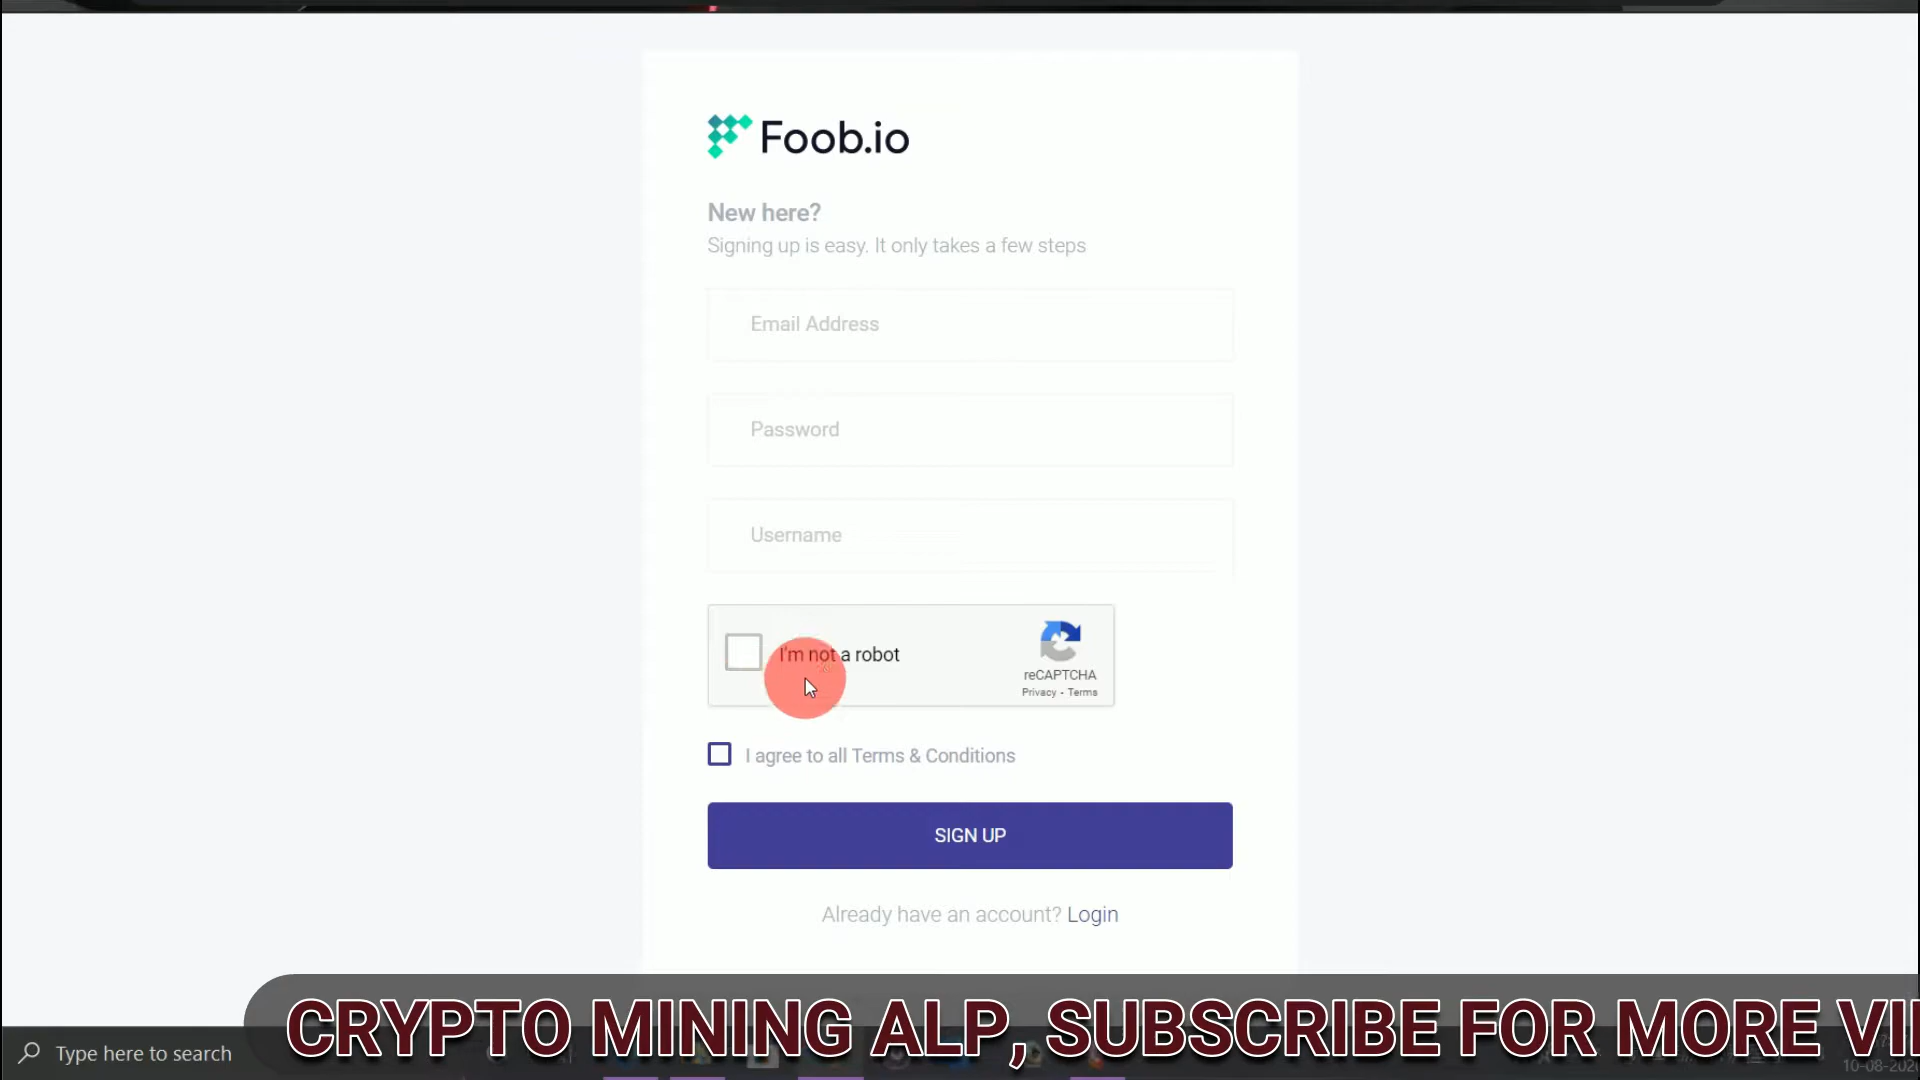 Foob.io
New here?
Signing up is easy. It only takes a few steps
Email Address
Password
Username
I'm not a robot
reCAPTCHA
Privacy - Terms
I agree to all Terms & Conditions
SIGN UP
Already have an account? Login
CRYPTO MINING ALP, SUBSCRIBE FOR MORE
Type here to search